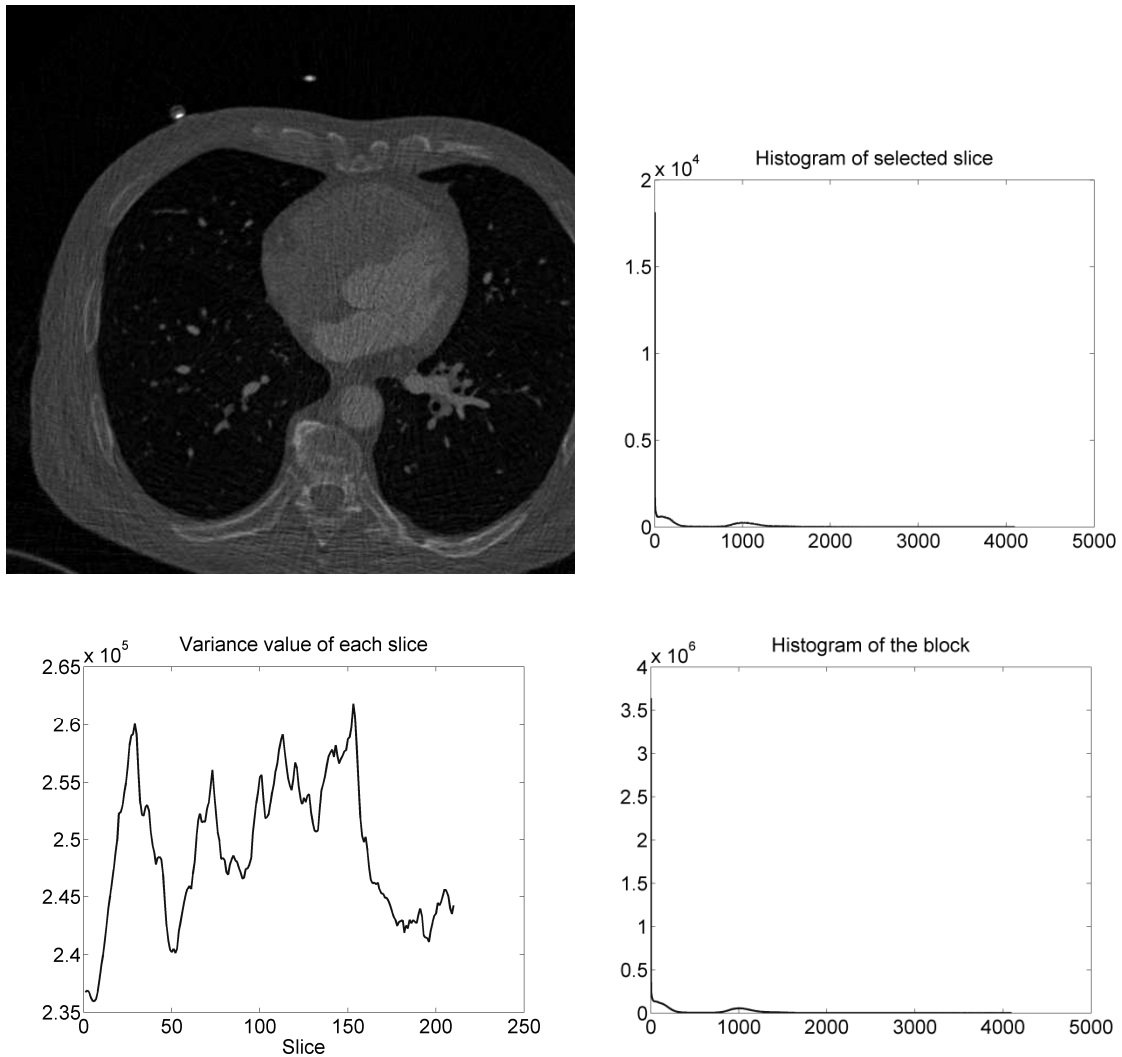 Histogram of selected slice
x 10^4
2
1.5
1
0.5
0
0 1000 2000 3000 4000 5000
Variance value of each slice
x 10^5
2.65
2.6
2.55
2.5
2.45
2.4
2.35
0 50 100 150 200 250
Slice
Histogram of the block
x 10^6
4
3.5
3
2.5
2
1.5
1
0.5
0
0 1000 2000 3000 4000 5000